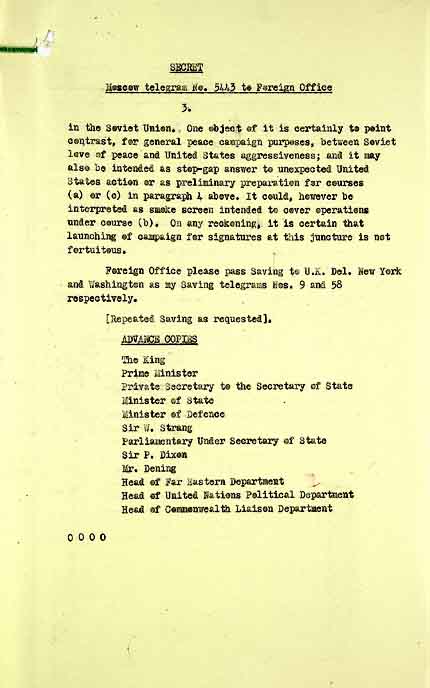 SECRET
Moscow telegram No. 5443 to Foreign Office
3.
in the Soviet Union. One object of it is certainly to point
contrast, for general peace campaign purposes, between Soviet
love of peace and United States aggressiveness; and it may
also be intended as stop-gap answer to unexpected United
States action or as preliminary preparation for courses
(a) or (c) in paragraph 4 above. It could, however be
interpreted as smoke screen intended to cover operations
under course (b). On any reckoning, it is certain that
launching of campaign for signatures at this juncture is not
fortuitous.
Foreign Office please pass Saving to U.K. Del. New York
and Washington as my Saving telegrams Nos. 9 and 58
respectively.
[Repeated Saving as requested].
ADVANCE COPIES
The King
Prime Minister
Private Secretary to the Secretary of State
Minister of State
Minister of Defence
Sir W. Strang
Parliamentary Under Secretary of State
Sir P. Dixon
Mr. Dening
Head of Far Eastern Department
Head of United Nations Political Department
Head of Commonwealth Liaison Department
0 0 0 0